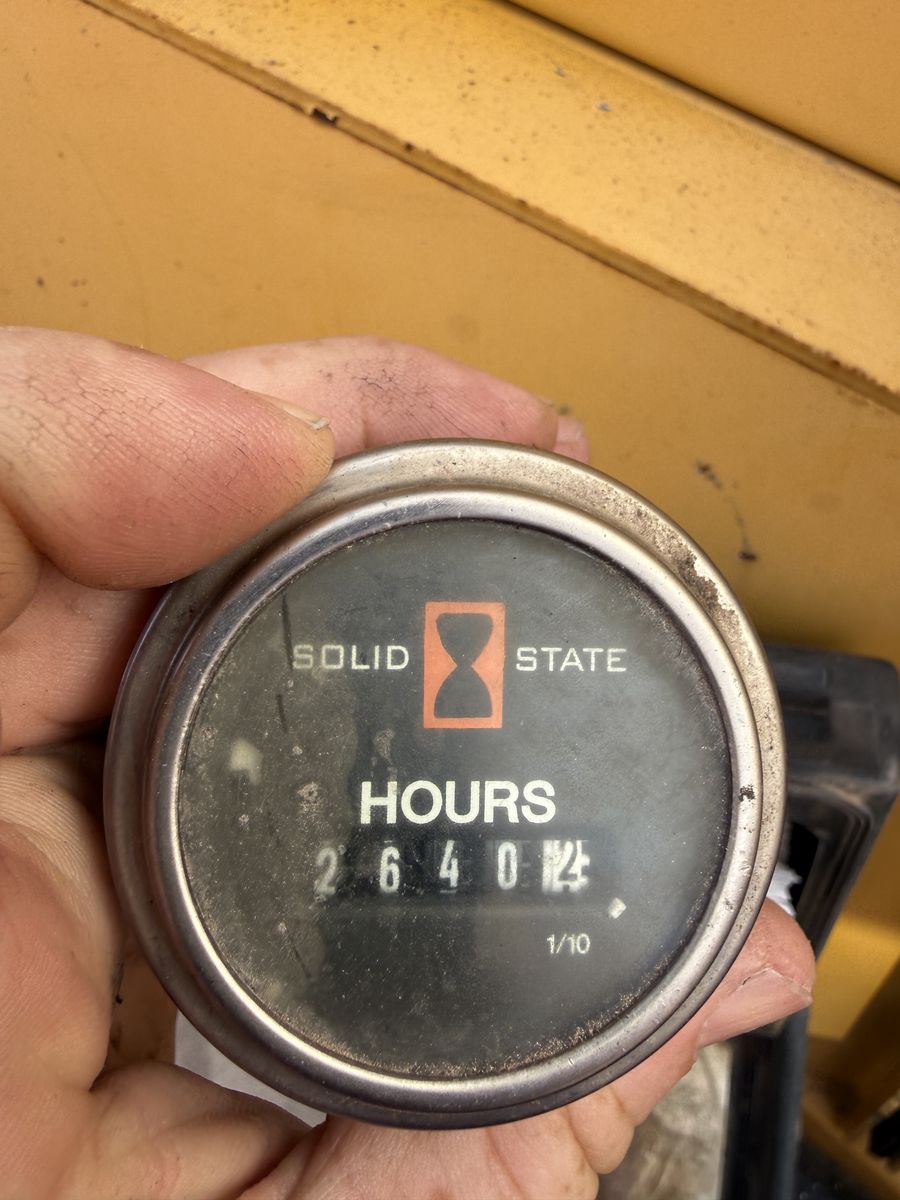 SOLID STATE
HOURS
2 6 4 0
1/10